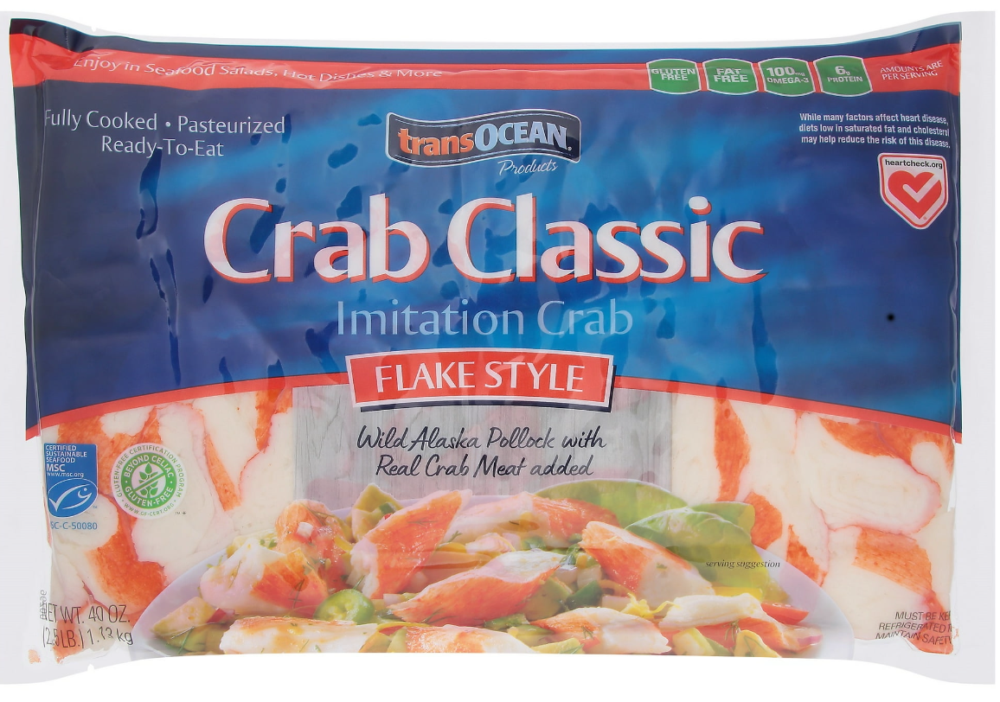 Enjoy in Seafood Salads, Hot Dishes & More
GLUTEN FREE
FAT FREE
100mg OMEGA-3
6g PROTEIN
AMOUNTS ARE
PER SERVING
Fully Cooked • Pasteurized
Ready-To-Eat
transOCEAN
Products
While many factors affect heart disease,
diets low in saturated fat and cholesterol
may help reduce the risk of this disease.
heartcheck.org
Crab Classic
Imitation Crab
FLAKE STYLE
Wild Alaska Pollock with
Real Crab Meat added
CERTIFIED
SUSTAINABLE
SEAFOOD
MSC
www.msc.org
SC-C-50080
GLUTEN-FREE CERTIFICATION PROGRAM
BEYOND CELIAC
GLUTEN-FREE
WWW.GF-CERT.ORG
serving suggestion
ET WT. 40 OZ.
(2.5 LB.) 1.13 kg
MUST BE
REFRIGERATED
MAINTAIN SAFETY